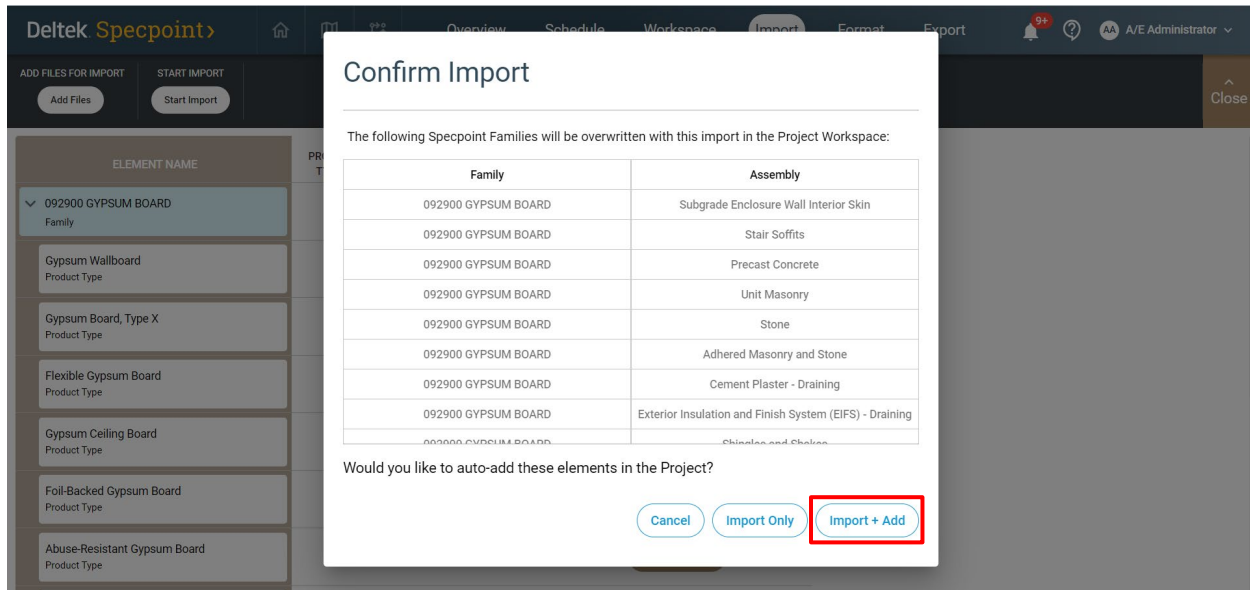 Deltek Specpoint
Overview Schedule Workspace Import Format Export 9+ AA A/E Administrator
ADD FILES FOR IMPORT START IMPORT
Add Files Start Import
Close
Confirm Import
The following Specpoint Families will be overwritten with this import in the Project Workspace:
ELEMENT NAME
Family Assembly
092900 GYPSUM BOARD
Family
092900 GYPSUM BOARD Subgrade Enclosure Wall Interior Skin
092900 GYPSUM BOARD Stair Soffits
Gypsum Wallboard
Product Type
092900 GYPSUM BOARD Precast Concrete
092900 GYPSUM BOARD Unit Masonry
Gypsum Board, Type X
Product Type
092900 GYPSUM BOARD Stone
092900 GYPSUM BOARD Adhered Masonry and Stone
Flexible Gypsum Board
Product Type
092900 GYPSUM BOARD Cement Plaster - Draining
092900 GYPSUM BOARD Exterior Insulation and Finish System (EIFS) - Draining
Gypsum Ceiling Board
Product Type
092900 GYPSUM BOARD Shingles and Shakes
Would you like to auto-add these elements in the Project?
Foil-Backed Gypsum Board
Product Type
Cancel Import Only Import + Add
Abuse-Resistant Gypsum Board
Product Type